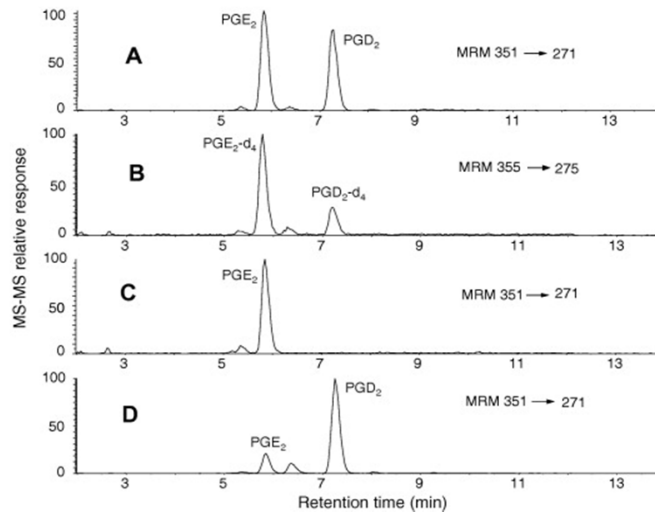 MS-MS relative response
A
100
50
0
PGE₂
PGD₂
MRM 351 → 271
3 5 7 9 11 13
B
100
50
0
PGE₂-d₄
PGD₂-d₄
MRM 355 → 275
3 5 7 9 11 13
C
100
50
0
PGE₂
MRM 351 → 271
3 5 7 9 11 13
D
100
50
0
PGE₂
PGD₂
MRM 351 → 271
3 5 7 9 11 13
Retention time (min)